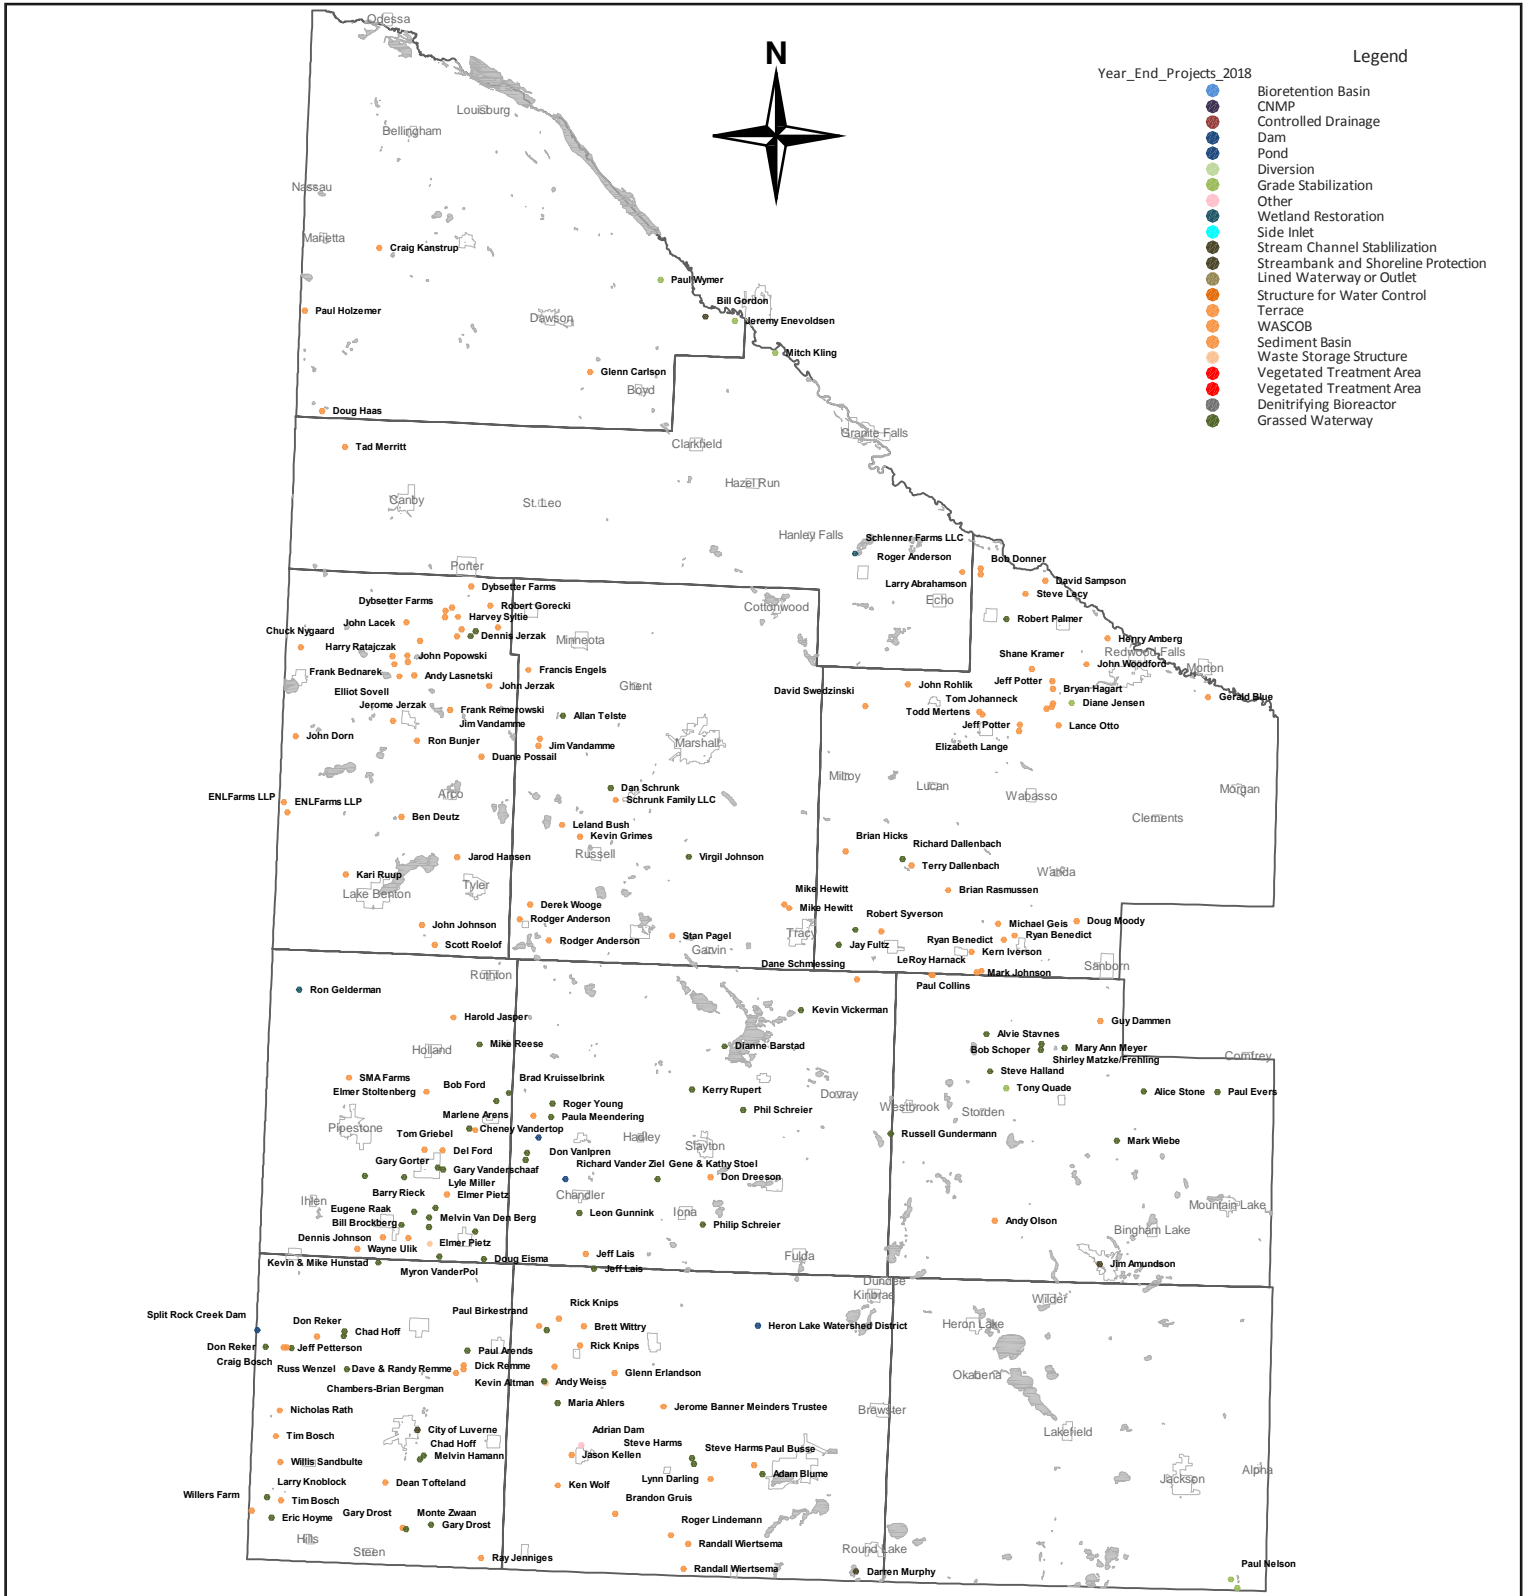 N
Legend
Year_End_Projects_2018
Bioretention Basin
CNMP
Controlled Drainage
Dam
Pond
Diversion
Grade Stabilization
Other
Wetland Restoration
Side Inlet
Stream Channel Stablilization
Streambank and Shoreline Protection
Lined Waterway or Outlet
Structure for Water Control
Terrace
WASCOB
Sediment Basin
Waste Storage Structure
Vegetated Treatment Area
Vegetated Treatment Area
Denitrifying Bioreactor
Grassed Waterway
Odessa
Louisburg
Bellingham
Nassau
Marietta
Craig Kanstrup
Paul Wymer
Bill Gordon
Paul Holzemer
Dawson
Jeremy Enevoldsen
Mitch Kling
Glenn Carlson
Boyd
Doug Haas
Granite Falls
Tad Merritt
Clarkfield
Hazel Run
Canby
St. Leo
Hanley Falls
Schlenner Farms LLC
Roger Anderson
Bob Donner
Porter
Larry Abrahamson
David Sampson
Dybsetter Farms
Steve Lecy
Dybsetter Farms
Robert Gorecki
Cottonwood
Echo
Harvey Syltie
John Lacek
Robert Palmer
Chuck Nygaard
Dennis Jerzak
Minneota
Henry Amberg
Harry Ratajczak
John Popowski
Shane Kramer
Redwood Falls
John Woodford
Morton
Frank Bednarek
Andy Lasnetski
Francis Engels
John Jerzak
Ghent
John Rohlik
Jeff Potter
Bryan Hagart
Elliot Sovell
David Swedzinski
Tom Johanneck
Diane Jensen
Gerald Blue
Jerome Jerzak
Frank Remerowski
Allan Telste
Todd Mertens
Jim Vandamme
Jeff Potter
Lance Otto
John Dorn
Ron Bunjer
Jim Vandamme
Marshall
Elizabeth Lange
Duane Possail
Milroy
Lucan
Wabasso
Morgan
ENLFarms LLP
ENLFarms LLP
Arco
Dan Schrunk
Schrunk Family LLC
Ben Deutz
Leland Bush
Kevin Grimes
Clements
Brian Hicks
Richard Dallenbach
Jarod Hansen
Russell
Virgil Johnson
Terry Dallenbach
Kari Ruup
Wanda
Lake Benton
Tyler
Mike Hewitt
Brian Rasmussen
Derek Wooge
Mike Hewitt
Robert Syverson
John Johnson
Rodger Anderson
Michael Geis
Doug Moody
Stan Pagel
Tracy
Ryan Benedict
Ryan Benedict
Scott Roelof
Rodger Anderson
Garvin
Jay Fultz
Kern Iverson
Dane Schmiessing
LeRoy Harnack
Sanborn
Ruthton
Mark Johnson
Paul Collins
Ron Gelderman
Harold Jasper
Kevin Vickerman
Guy Dammen
Alvie Stavnes
Holland
Mike Reese
Dianne Barstad
Bob Schoper
Mary Ann Meyer
Shirley Matzke/Frehling
Comfrey
SMA Farms
Bob Ford
Brad Kruisselbrink
Steve Halland
Elmer Stoltenberg
Kerry Rupert
Dovray
Tony Quade
Alice Stone
Paul Evers
Marlene Arens
Roger Young
Phil Schreier
Westbrook
Storden
Pipestone
Paula Meendering
Cheney Vandertop
Tom Griebel
Hadley
Slayton
Russell Gundermann
Mark Wiebe
Del Ford
Don VanIpren
Gary Gorter
Gary Vanderschaaf
Richard Vander Ziel
Gene & Kathy Stoel
Don Dreeson
Lyle Miller
Barry Rieck
Elmer Pietz
Chandler
Ihlen
Eugene Raak
Mountain Lake
Melvin Van Den Berg
Leon Gunnink
Iona
Bill Brockberg
Philip Schreier
Andy Olson
Bingham Lake
Dennis Johnson
Elmer Pietz
Wayne Ulik
Doug Eisma
Jeff Lais
Fulda
Kevin & Mike Hunstad
Myron VanderPol
Jeff Lais
Jim Amundson
Dundee
Kinbrae
Wilder
Split Rock Creek Dam
Paul Birkestrand
Rick Knips
Don Reker
Brett Wittry
Heron Lake Watershed District
Heron Lake
Chad Hoff
Don Reker
Jeff Petterson
Paul Arends
Rick Knips
Craig Bosch
Russ Wenzel
Dave & Randy Remme
Dick Remme
Glenn Erlandson
Okabena
Chambers-Brian Bergman
Kevin Altman
Andy Weiss
Nicholas Rath
Maria Ahlers
Jerome Banner Meinders Trustee
Brewster
City of Luverne
Adrian Dam
Lakefield
Tim Bosch
Chad Hoff
Steve Harms
Steve Harms
Paul Busse
Melvin Hamann
Jason Kellen
Willis Sandbulte
Alpha
Larry Knoblock
Dean Tofteland
Ken Wolf
Lynn Darling
Adam Blume
Jackson
Willers Farm
Tim Bosch
Brandon Gruis
Eric Hoyme
Gary Drost
Monte Zwaan
Gary Drost
Roger Lindemann
Hills
Randall Wiertsema
Round Lake
Steen
Ray Jenniges
Randall Wiertsema
Darren Murphy
Paul Nelson